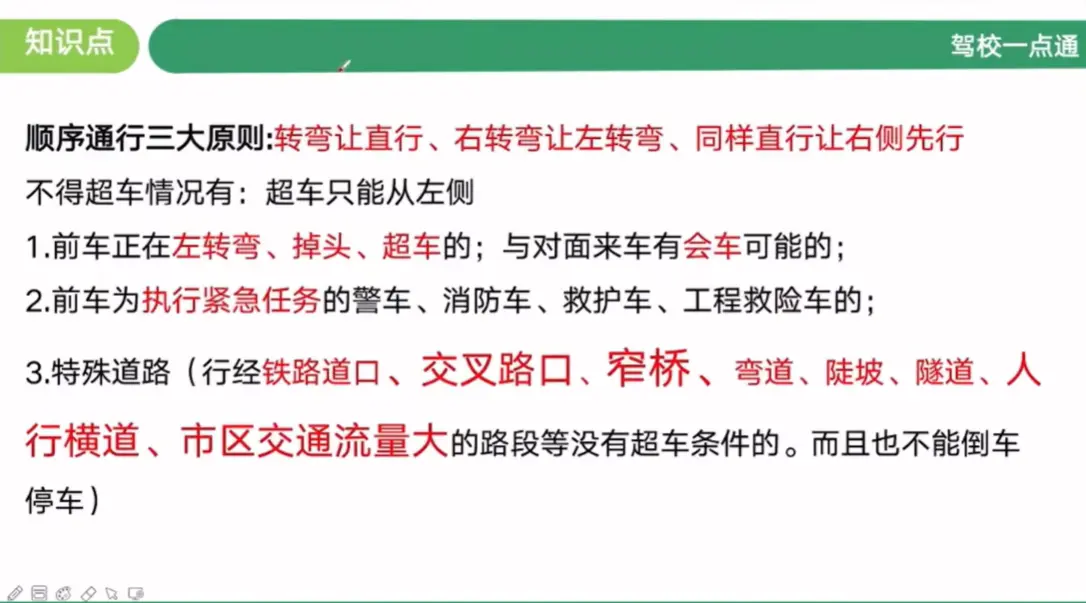 知识点
驾校一点通
顺序通行三大原则:转弯让直行、右转弯让左转弯、同样直行让右侧先行
不得超车情况有：超车只能从左侧
1.前车正在左转弯、掉头、超车的；与对面来车有会车可能的；
2.前车为执行紧急任务的警车、消防车、救护车、工程救险车的；
3.特殊道路（行经铁路道口、交叉路口、窄桥、弯道、陡坡、隧道、人
行横道、市区交通流量大的路段等没有超车条件的。而且也不能倒车
停车）